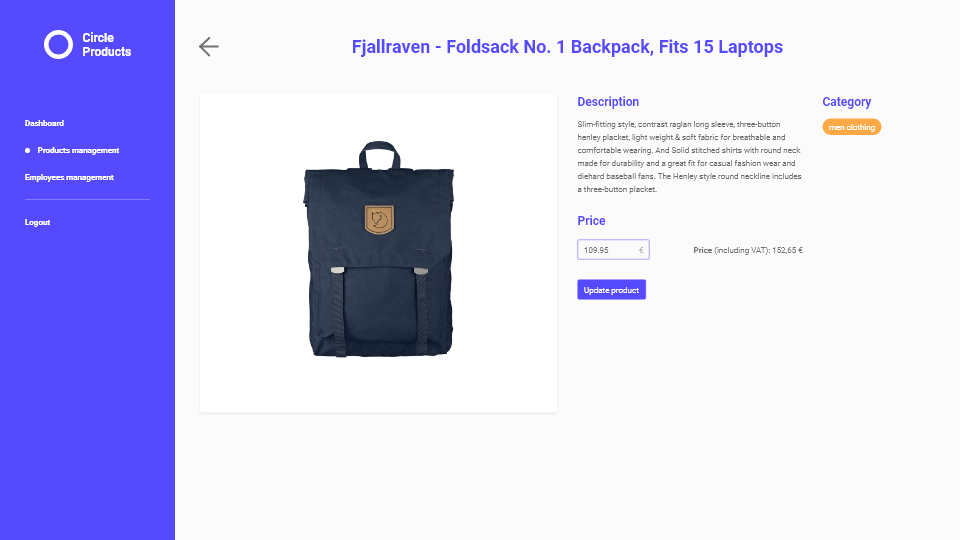 Circle
Products
Dashboard
Products management
Employees management
Logout
Fjallraven - Foldsack No. 1 Backpack, Fits 15 Laptops
Description
Slim-fitting style, contrast raglan long sleeve, three-button
henley placket, light weight & soft fabric for breathable and
comfortable wearing. And Solid stitched shirts with round neck
made for durability and a great fit for casual fashion wear and
diehard baseball fans. The Henley style round neckline includes
a three-button placket.
Price
109.95 €
Price (including VAT): 152,65 €
Update product
Category
men clothing